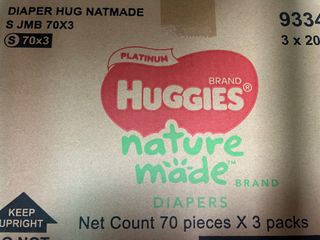 DIAPER HUG NATMADE
S JMB 70X3
S 70x3
9334
3 x 20
PLATINUM
BRAND
HUGGIES®
nature
made™ BRAND
DIAPERS
KEEP
UPRIGHT
Net Count 70 pieces X 3 packs